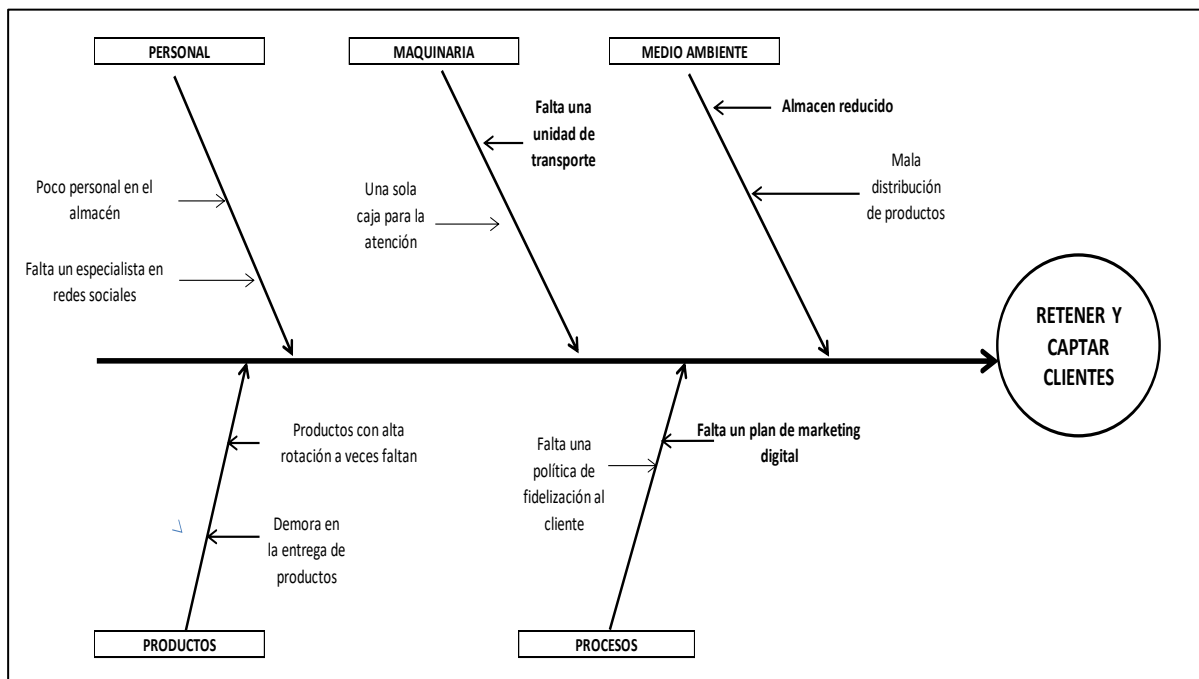 PERSONAL
MAQUINARIA
MEDIO AMBIENTE
Falta una
unidad de
transporte
Almacen reducido
Poco personal en el
almacén
Una sola
caja para la
atención
Mala
distribución
de productos
Falta un especialista en
redes sociales
RETENER Y
CAPTAR
CLIENTES
Productos con alta
rotación a veces faltan
Falta una
política de
fidelización al
cliente
Falta un plan de marketing
digital
Demora en
la entrega de
productos
PRODUCTOS
PROCESOS